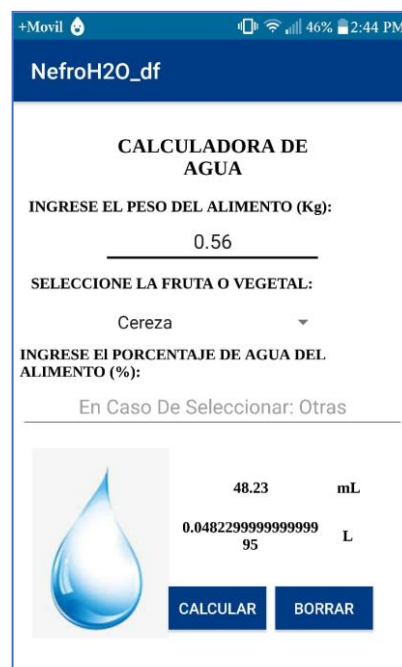 +Movil 46% 2:44 PM
NefroH2O_df
CALCULADORA DE
AGUA
INGRESE EL PESO DEL ALIMENTO (Kg):
0.56
SELECCIONE LA FRUTA O VEGETAL:
Cereza
INGRESE El PORCENTAJE DE AGUA DEL
ALIMENTO (%):
En Caso De Seleccionar: Otras
48.23 mL
0.0482299999999999
95 L
CALCULAR BORRAR